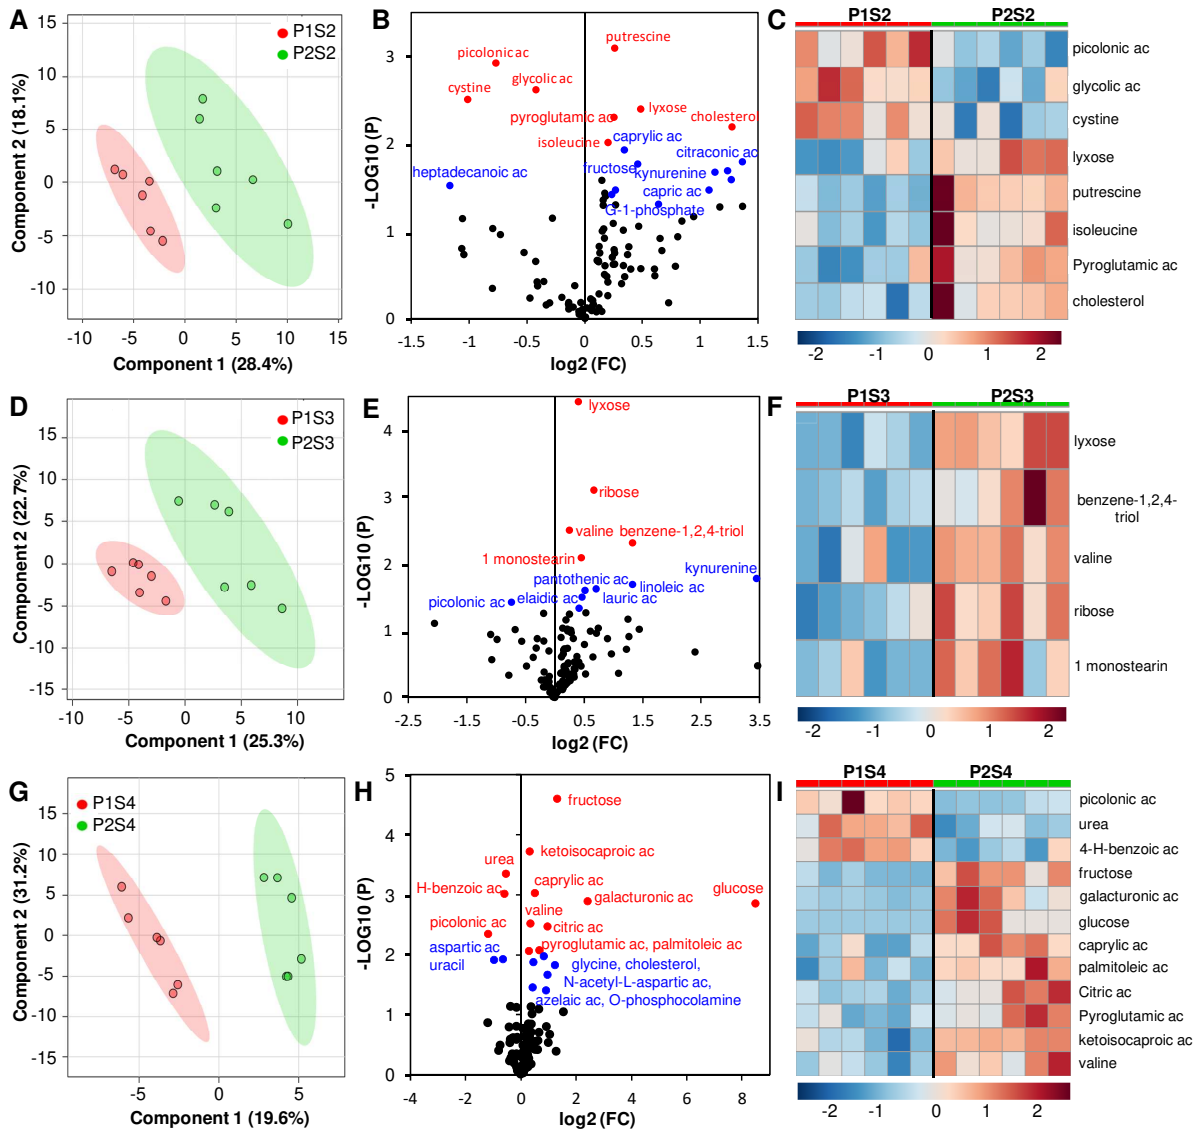 A
P1S2
P2S2
15
10
5
0
-5
-10
-10
-5
0
5
10
15
Component 2 (18.1%)
Component 1 (28.4%)
B
3
2
1
0
-LOG10 (P)
putrescine
picolonic ac
glycolic ac
cystine
lyxose
pyroglutamic ac
cholesterol
isoleucine
caprylic ac
citraconic ac
fructose
kynurenine
heptadecanoic ac
capric ac
G-1-phosphate
-1.5
-1
-0.5
0
0.5
1
1.5
log2 (FC)
C
P1S2
P2S2
picolonic ac
glycolic ac
cystine
lyxose
putrescine
isoleucine
Pyroglutamic ac
cholesterol
-2
-1
0
1
2
D
P1S3
P2S3
15
10
5
0
-5
-10
-15
-10
-5
0
5
10
Component 2 (22.7%)
Component 1 (25.3%)
E
4
3
2
1
0
-LOG10 (P)
lyxose
ribose
valine benzene-1,2,4-triol
1 monostearin
kynurenine
pantothenic ac
linoleic ac
picolonic ac
elaidic ac
lauric ac
-2.5
-1.5
-0.5
0.5
1.5
2.5
3.5
log2 (FC)
F
P1S3
P2S3
lyxose
benzene-1,2,4-
triol
valine
ribose
1 monostearin
-2
-1
0
1
2
G
P1S4
P2S4
15
10
5
0
-5
-10
-15
-5
0
5
Component 2 (31.2%)
Component 1 (19.6%)
H
5
4
3
2
1
0
-LOG10 (P)
fructose
ketoisocaproic ac
urea
H-benzoic ac
caprylic ac
galacturonic ac
glucose
valine
picolonic ac
citric ac
aspartic ac
pyroglutamic ac, palmitoleic ac
uracil
glycine, cholesterol,
N-acetyl-L-aspartic ac,
azelaic ac, O-phosphocolamine
-4
-2
0
2
4
6
8
log2 (FC)
I
P1S4
P2S4
picolonic ac
urea
4-H-benzoic ac
fructose
galacturonic ac
glucose
caprylic ac
palmitoleic ac
Citric ac
Pyroglutamic ac
ketoisocaproic ac
valine
-2
-1
0
1
2